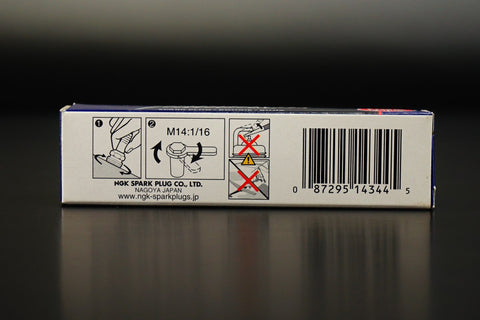 1
2
M14:1/16
NGK SPARK PLUG CO., LTD.
NAGOYA JAPAN
www.ngk-sparkplugs.jp
0 87295 14344 5